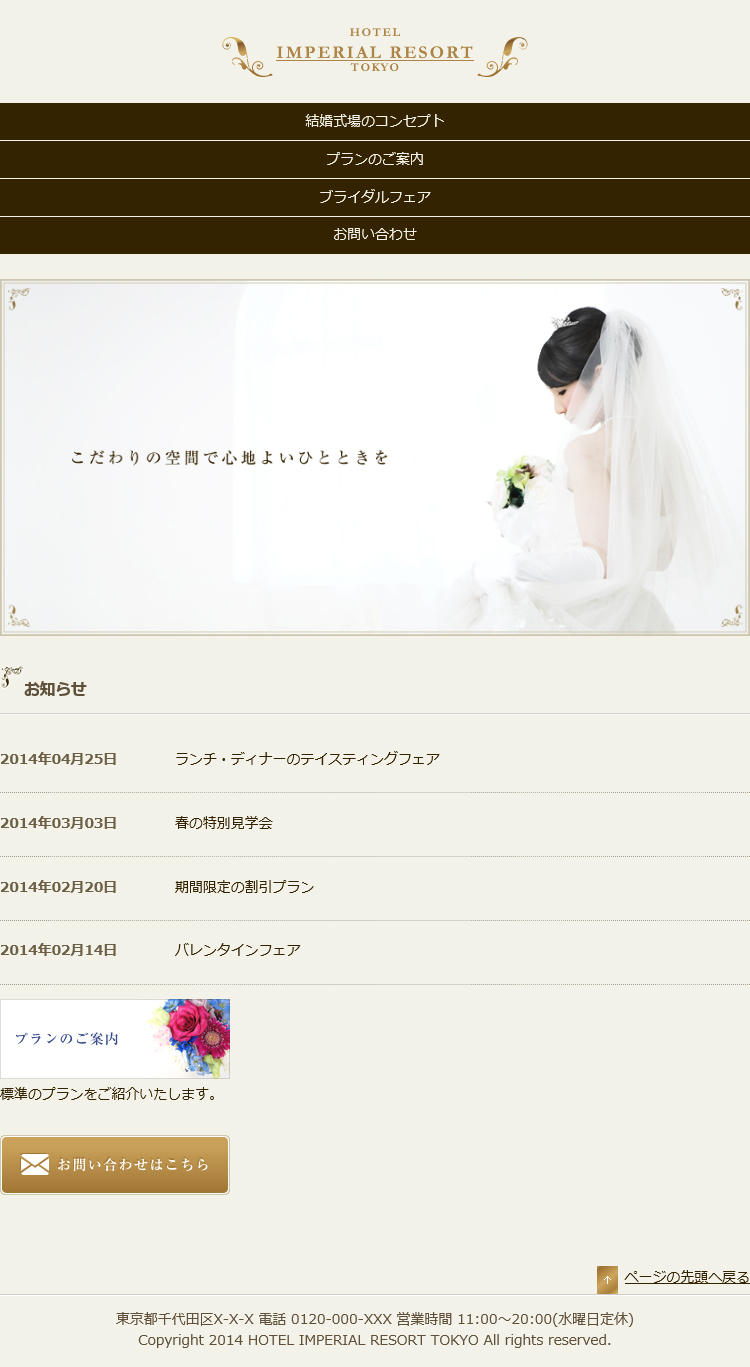 HOTEL
IMPERIAL RESORT
TOKYO
結婚式場のコンセプト
プランのご案内
ブライダルフェア
お問い合わせ
こだわりの空間で心地よいひとときを
お知らせ
2014年04月25日 ランチ・ディナーのテイスティングフェア
2014年03月03日 春の特別見学会
2014年02月20日 期間限定の割引プラン
2014年02月14日 バレンタインフェア
プランのご案内
標準のプランをご紹介いたします。
お問い合わせはこちら
ページの先頭へ戻る
東京都千代田区X-X-X 電話 0120-000-XXX 営業時間 11:00～20:00(水曜日定休)
Copyright 2014 HOTEL IMPERIAL RESORT TOKYO All rights reserved.